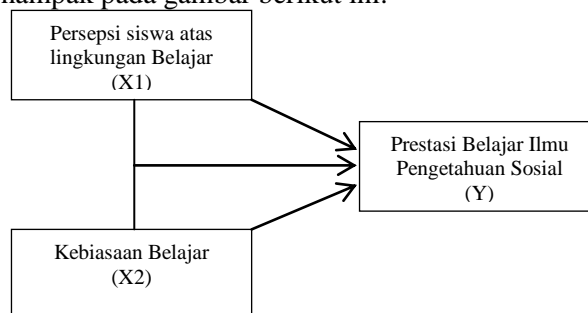 nampak pada gambar berikut ini:
Persepsi siswa atas
lingkungan Belajar
(X1)
Prestasi Belajar Ilmu
Pengetahuan Sosial
(Y)
Kebiasaan Belajar
(X2)